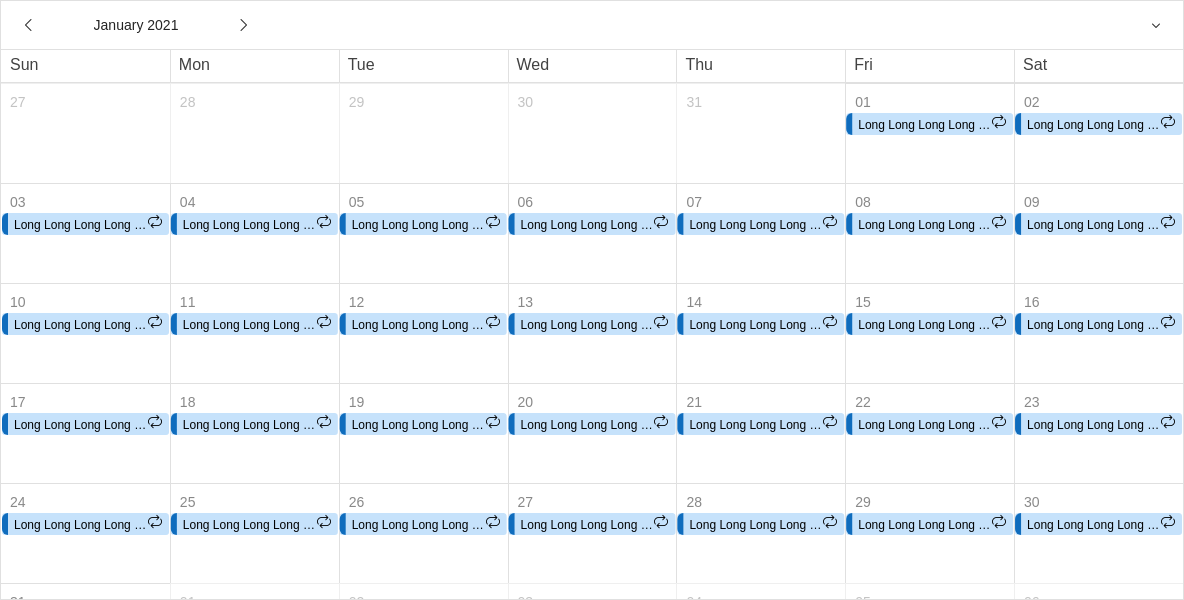 January 2021
Sun Mon Tue Wed Thu Fri Sat
27 28 29 30 31 01 02
Long Long Long Long … Long Long Long Long …
03 04 05 06 07 08 09
Long Long Long Long … Long Long Long Long … Long Long Long Long … Long Long Long Long … Long Long Long Long … Long Long Long Long … Long Long Long Long …
10 11 12 13 14 15 16
Long Long Long Long … Long Long Long Long … Long Long Long Long … Long Long Long Long … Long Long Long Long … Long Long Long Long … Long Long Long Long …
17 18 19 20 21 22 23
Long Long Long Long … Long Long Long Long … Long Long Long Long … Long Long Long Long … Long Long Long Long … Long Long Long Long … Long Long Long Long …
24 25 26 27 28 29 30
Long Long Long Long … Long Long Long Long … Long Long Long Long … Long Long Long Long … Long Long Long Long … Long Long Long Long … Long Long Long Long …